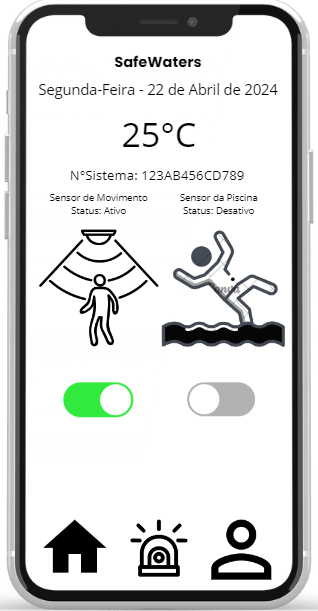 SafeWaters
Segunda-Feira - 22 de Abril de 2024
25°C
N°Sistema: 123AB456CD789
Sensor de Movimento
Status: Ativo
Sensor da Piscina
Status: Desativo